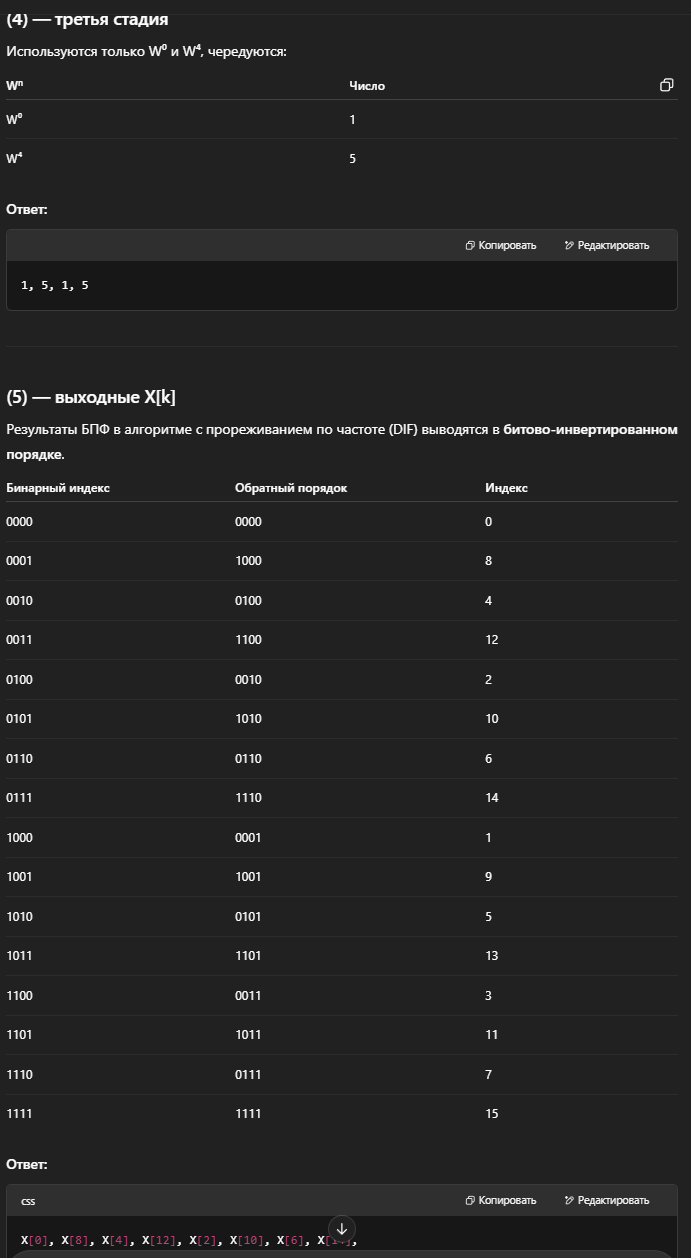 (4) — третья стадия
Используются только W⁰ и W⁴, чередуются:
Wⁿ Число
W⁰ 1
W⁴ 5
Ответ:
Копировать Редактировать
1, 5, 1, 5
(5) — выходные X[k]
Результаты БПФ в алгоритме с прореживанием по частоте (DIF) выводятся в битово-инвертированном
порядке.
Бинарный индекс Обратный порядок Индекс
0000 0000 0
0001 1000 8
0010 0100 4
0011 1100 12
0100 0010 2
0101 1010 10
0110 0110 6
0111 1110 14
1000 0001 1
1001 1001 9
1010 0101 5
1011 1101 13
1100 0011 3
1101 1011 11
1110 0111 7
1111 1111 15
Ответ:
css Копировать Редактировать
X[0], X[8], X[4], X[12], X[2], X[10], X[6],